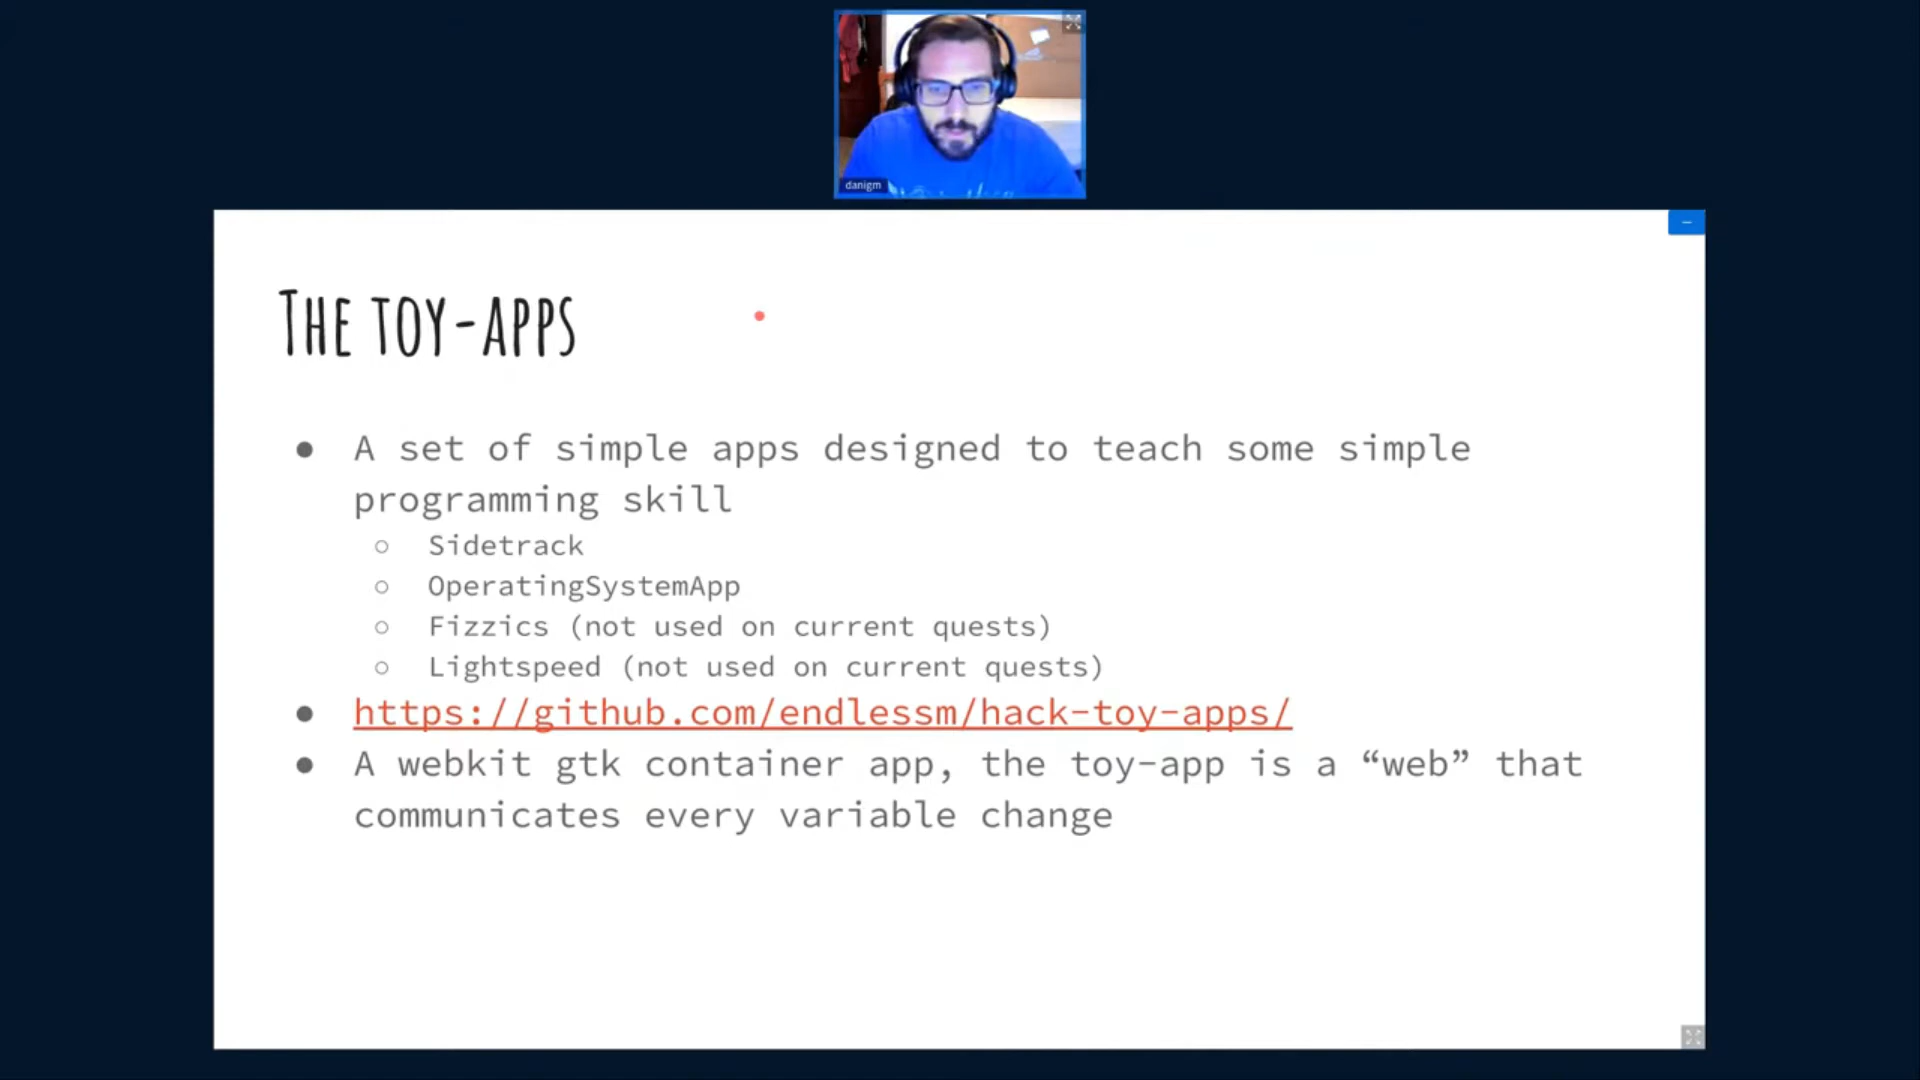 danigm
The toy-apps
● A set of simple apps designed to teach some simple
programming skill
○ Sidetrack
○ OperatingSystemApp
○ Fizzics (not used on current quests)
○ Lightspeed (not used on current quests)
● https://github.com/endlessm/hack-toy-apps/
● A webkit gtk container app, the toy-app is a “web” that
communicates every variable change